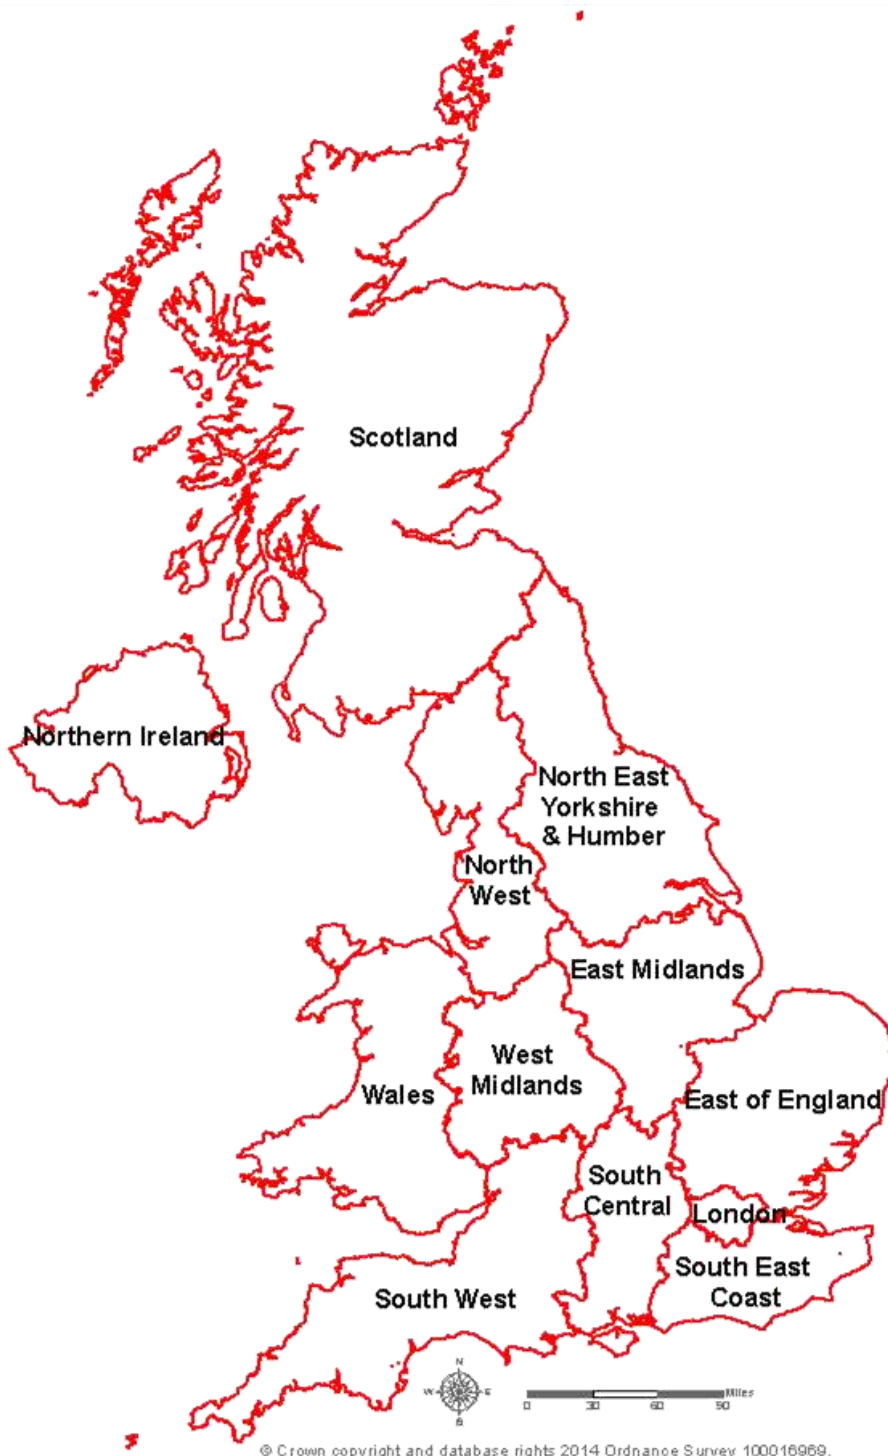 Scotland
Northern Ireland
North East
Yorkshire
& Humber
North
West
East Midlands
West
Midlands
Wales
East of England
South
Central
London
South East
Coast
South West
N
W E
S
0 30 60 90 Miles
© Crown copyright and database rights 2014 Ordnance Survey 100016969.